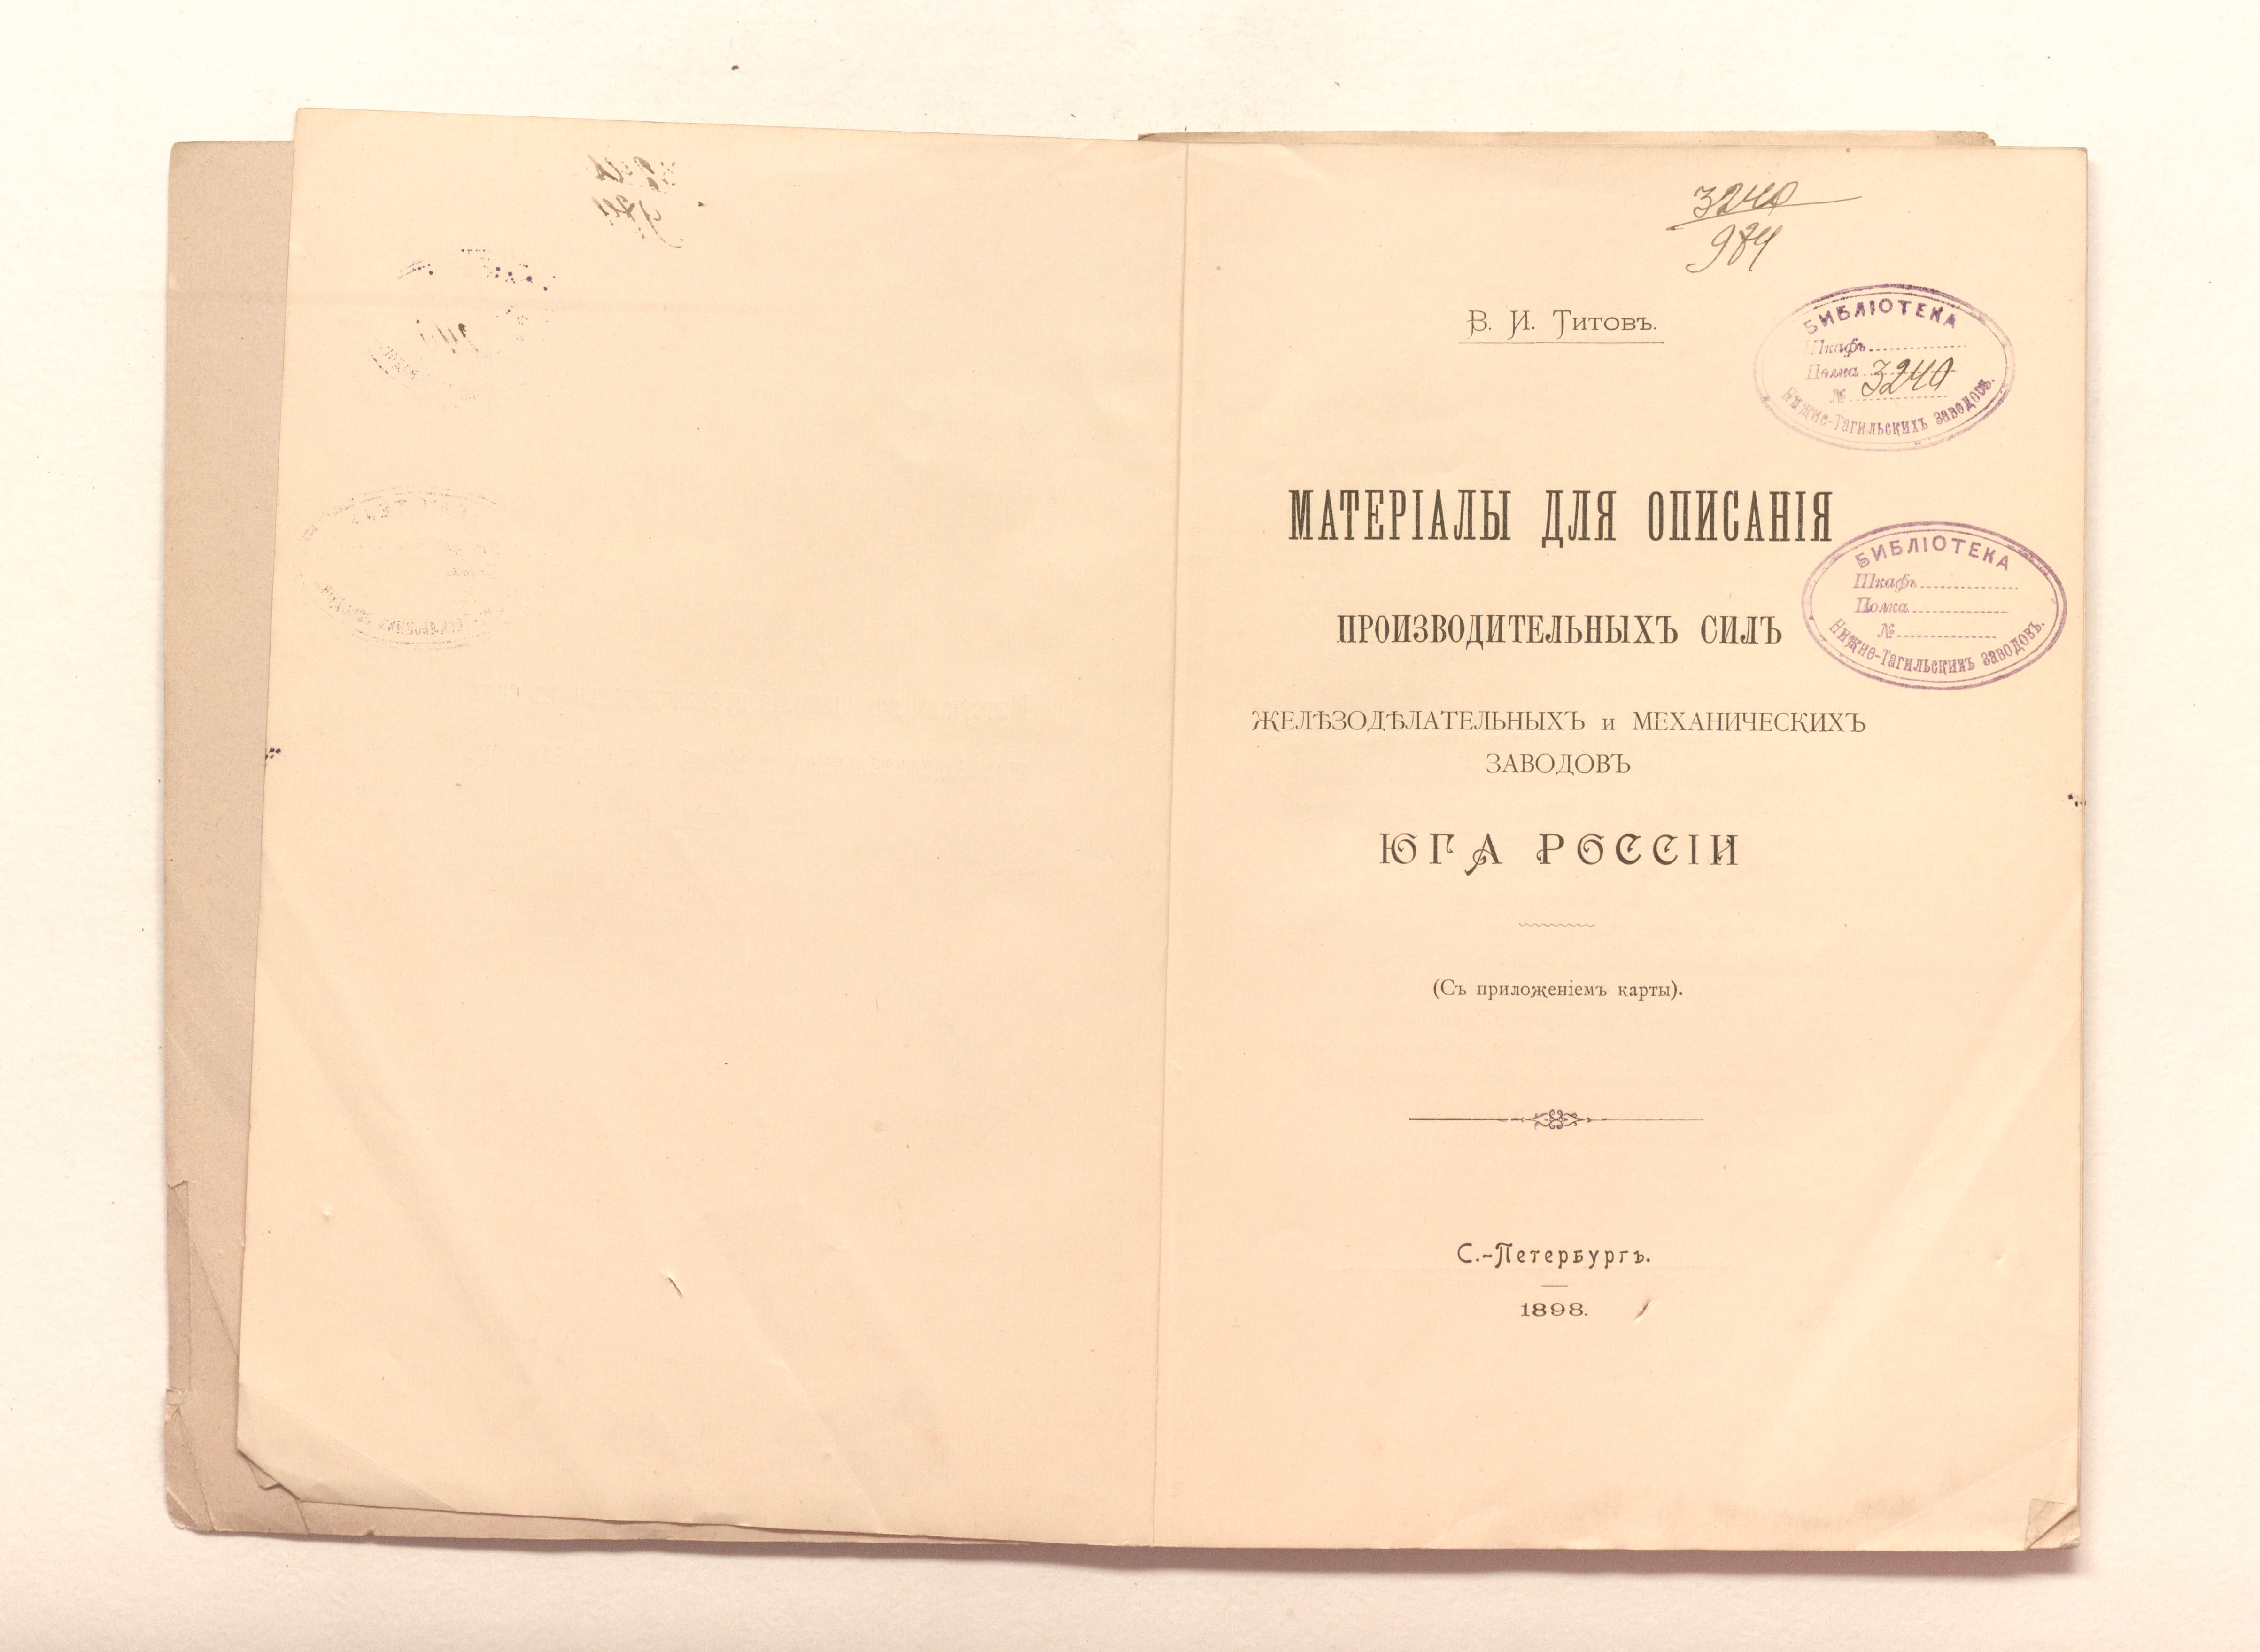 3240
974
В. И. Титовъ.
БИБЛІОТЕКА
Шкафъ
Полка 3240
№
Нижне-Тагильскихъ заводовъ.
МАТЕРІАЛЫ ДЛЯ ОПИСАНІЯ
БИБЛІОТЕКА
Шкафъ
Полка
№
Нижне-Тагильскихъ заводовъ.
ПРОИЗВОДИТЕЛЬНЫХЪ СИЛЪ
ЖЕЛѢЗОДѢЛАТЕЛЬНЫХЪ и МЕХАНИЧЕСКИХЪ
ЗАВОДОВЪ
ЮГА РОССІИ
(Съ приложеніемъ карты).
С.-Петербургъ.
1898.